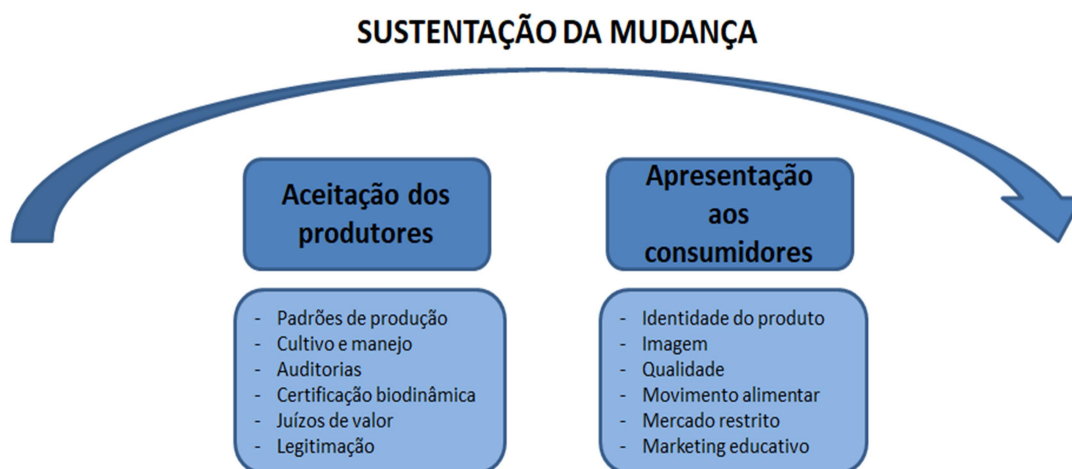 SUSTENTAÇÃO DA MUDANÇA
Aceitação dos
produtores
- Padrões de produção
- Cultivo e manejo
- Auditorias
- Certificação biodinâmica
- Juízos de valor
- Legitimação
Apresentação
aos
consumidores
- Identidade do produto
- Imagem
- Qualidade
- Movimento alimentar
- Mercado restrito
- Marketing educativo